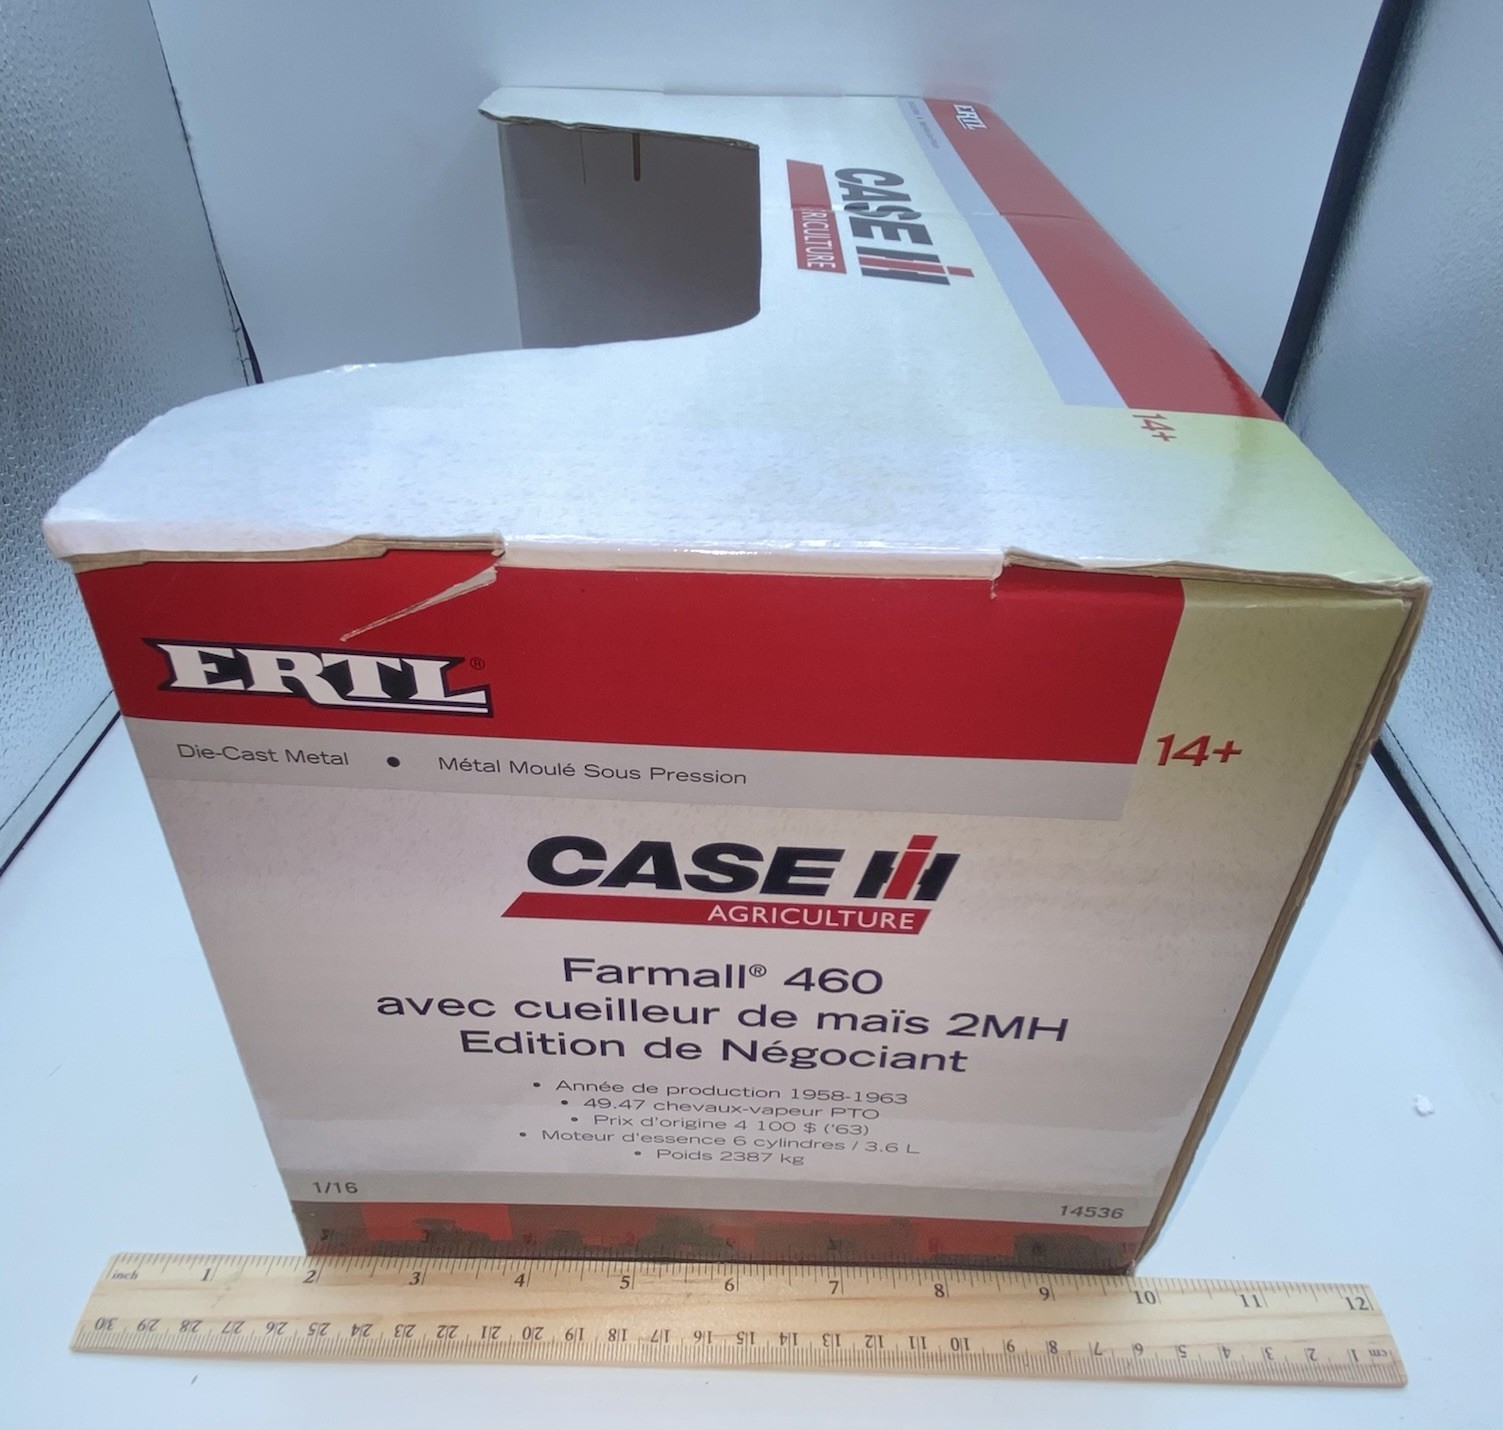 ERTL
CASE IH
RICULTURE
14+
ERTL®
Die-Cast Metal • Métal Moulé Sous Pression
14+
CASE IH
AGRICULTURE
Farmall® 460
avec cueilleur de maïs 2MH
Edition de Négociant
• Année de production 1958-1963
• 49.47 chevaux-vapeur PTO
• Prix d'origine 4 100 $ ('63)
• Moteur d'essence 6 cylindres / 3.6 L
• Poids 2387 kg
1/16
14536
inch 1 2 3 4 5 6 7 8 9 10 11 12
30 29 28 27 26 25 24 23 22 21 20 19 18 17 16 15 14 13 12 11 10 9 8 7 6 5 4 3 2 1 cm